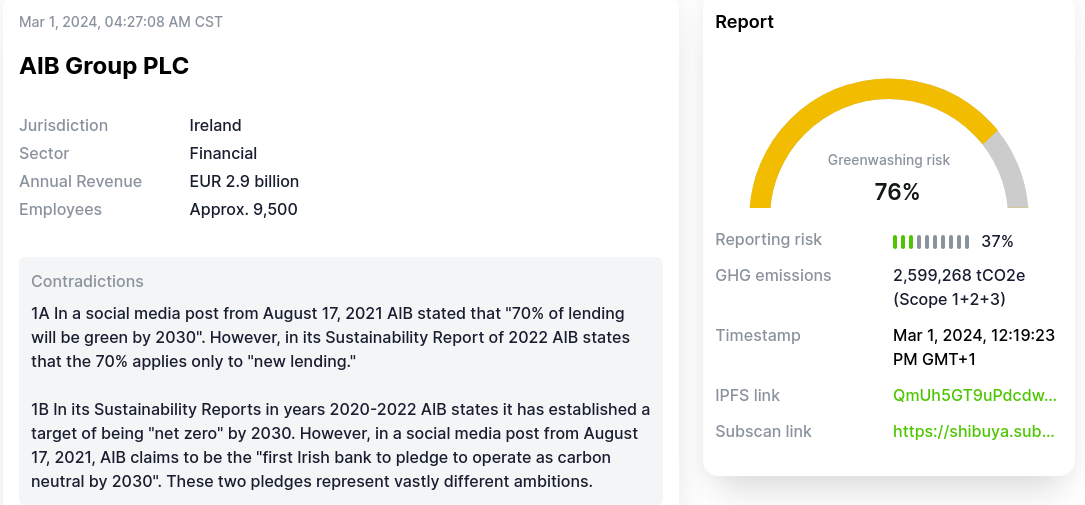 Mar 1, 2024, 04:27:08 AM CST
AIB Group PLC
Jurisdiction Ireland
Sector Financial
Annual Revenue EUR 2.9 billion
Employees Approx. 9,500
Contradictions
1A In a social media post from August 17, 2021 AIB stated that "70% of lending
will be green by 2030". However, in its Sustainability Report of 2022 AIB states
that the 70% applies only to "new lending."
1B In its Sustainability Reports in years 2020-2022 AIB states it has established a
target of being "net zero" by 2030. However, in a social media post from August
17, 2021, AIB claims to be the "first Irish bank to pledge to operate as carbon
neutral by 2030". These two pledges represent vastly different ambitions.
Report
Greenwashing risk
76%
Reporting risk 37%
GHG emissions 2,599,268 tCO2e
(Scope 1+2+3)
Timestamp Mar 1, 2024, 12:19:23
PM GMT+1
IPFS link QmUh5GT9uPdcdw...
Subscan link https://shibuya.sub...